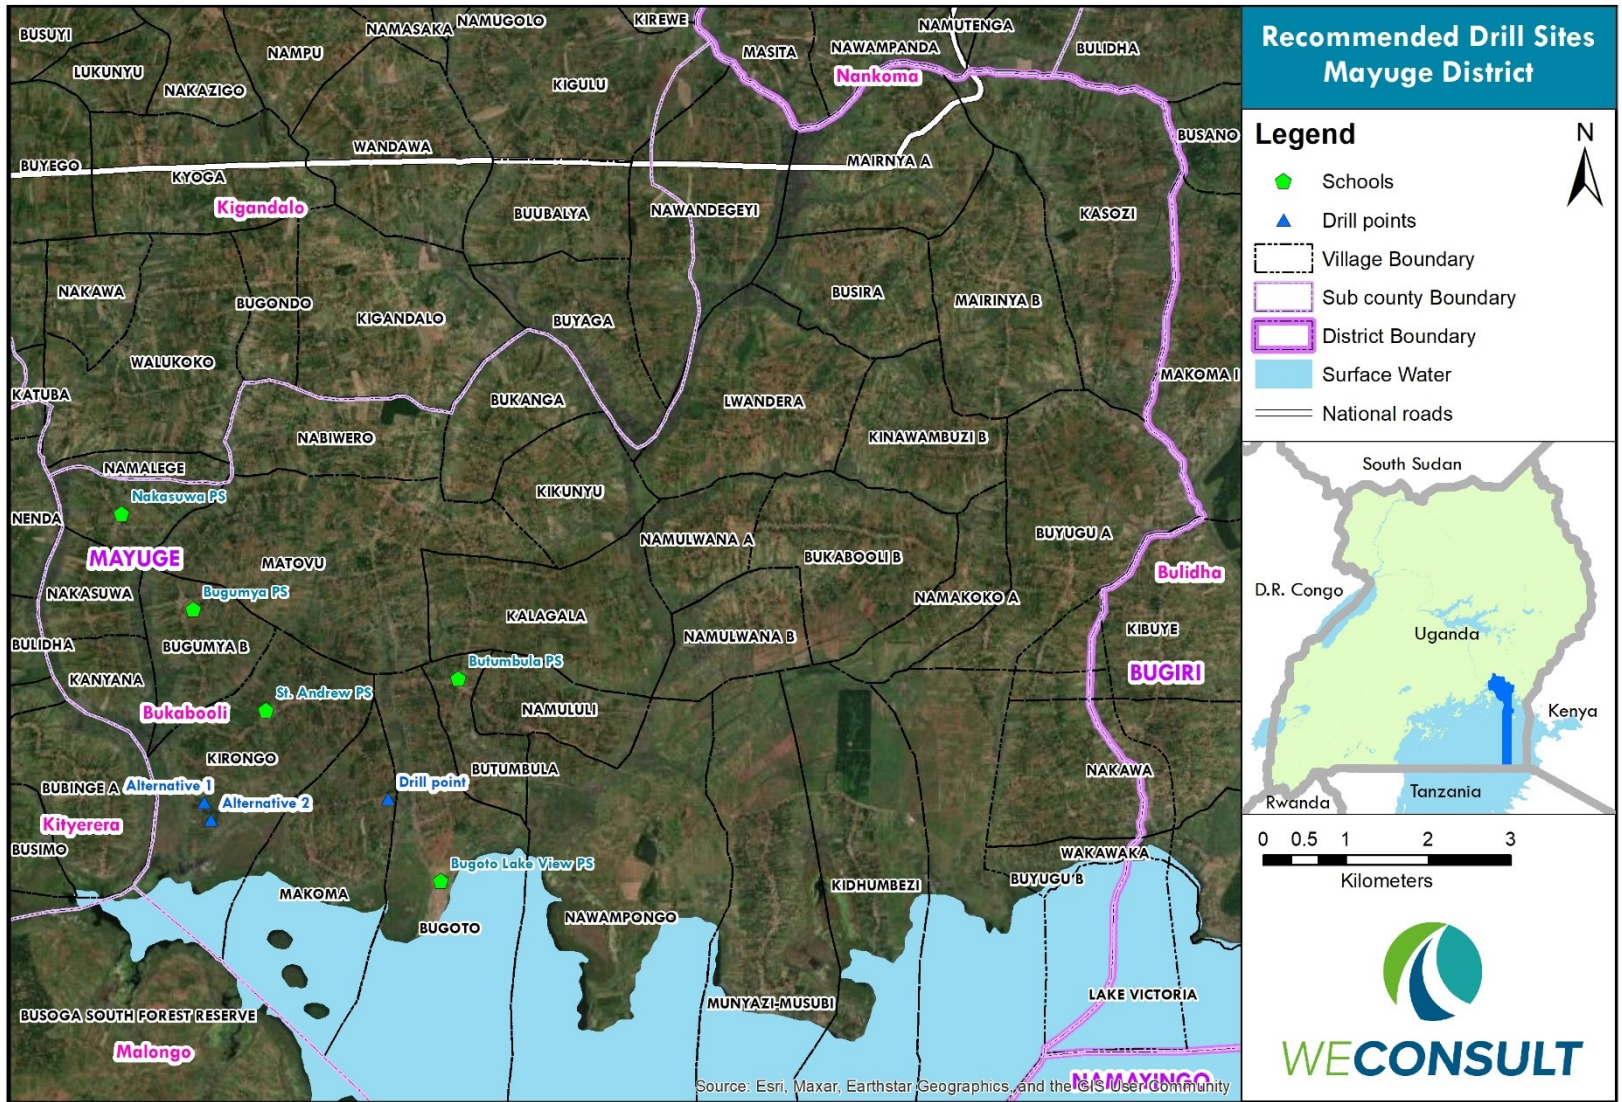 Recommended Drill Sites
Mayuge District
Legend
N
Schools
Drill points
Village Boundary
Sub county Boundary
District Boundary
Surface Water
National roads
South Sudan
D.R. Congo
Uganda
Kenya
Rwanda
Tanzania
0 0.5 1 2 3
Kilometers
WECONSULT
BUSUYI
NAMASAKA
NAMUGOLO
KIREWE
NAMUTENGA
NAMPU
MASITA
NAWAMPANDA
BULIDHA
LUKUNYU
NAKAZIGO
KIGULU
Nankoma
BUSANO
WANDAWA
BUYEGO
KYOGA
MAIRNYA A
Kigandalo
BUUBALYA
NAWANDEGEYI
KASOZI
NAKAWA
BUGONDO
KIGANDALO
BUYAGA
BUSIRA
MAIRINYA B
WALUKOKO
KATUBA
MAKOMA I
BUKANGA
LWANDERA
NABIWERO
KINAWAMBUZI B
NAMALEGE
Nakasuwa PS
KIKUNYU
NENDA
NAMULWANA A
BUYUGU A
MAYUGE
MATOVU
BUKABOOLI B
Bulidha
NAKASUWA
Bugumya PS
KALAGALA
NAMAKOKO A
BULIDHA
BUGUMYA B
NAMULWANA B
KIBUYE
KANYANA
Butumbula PS
BUGIRI
St. Andrew PS
Bukabooli
NAMULULI
KIRONGO
BUTUMBULA
NAKAWA
BUBINGE A
Alternative 1
Drill point
Alternative 2
Kityerera
BUSIMO
Bugoto Lake View PS
WAKAWAKA
MAKOMA
KIDHUMBEZI
BUYUGU B
BUGOTO
NAWAMPONGO
LAKE VICTORIA
MUNYAZI-MUSUBI
BUSOGA SOUTH FOREST RESERVE
Malongo
NAMAYINGO
Source: Esri, Maxar, Earthstar Geographics, and the GIS User Community